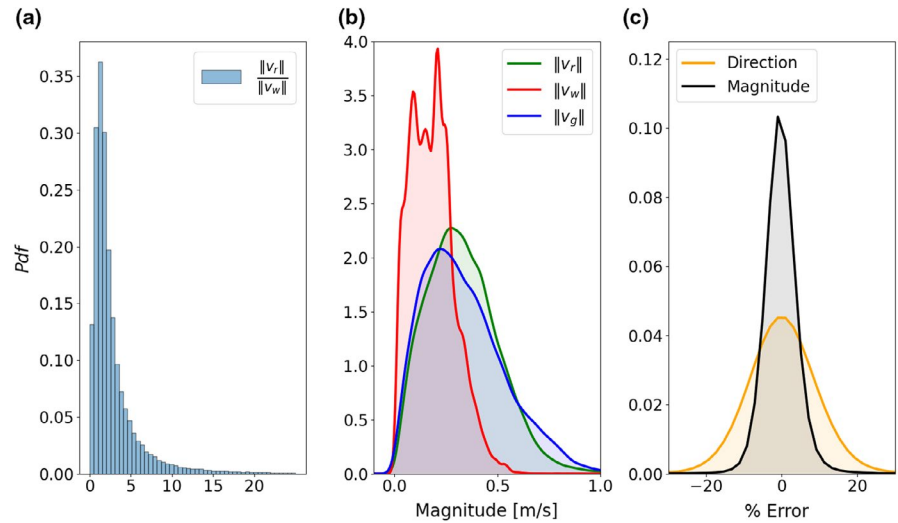 (a)
(b)
(c)
0.35
0.30
0.25
0.20
0.15
0.10
0.05
0.00
Pdf
0
5
10
15
20
‖v_r‖
‖v_w‖
4.0
3.5
3.0
2.5
2.0
1.5
1.0
0.5
0.0
0.0
0.5
1.0
Magnitude [m/s]
‖v_r‖
‖v_w‖
‖v_g‖
0.12
0.10
0.08
0.06
0.04
0.02
0.00
−20
0
20
% Error
Direction
Magnitude